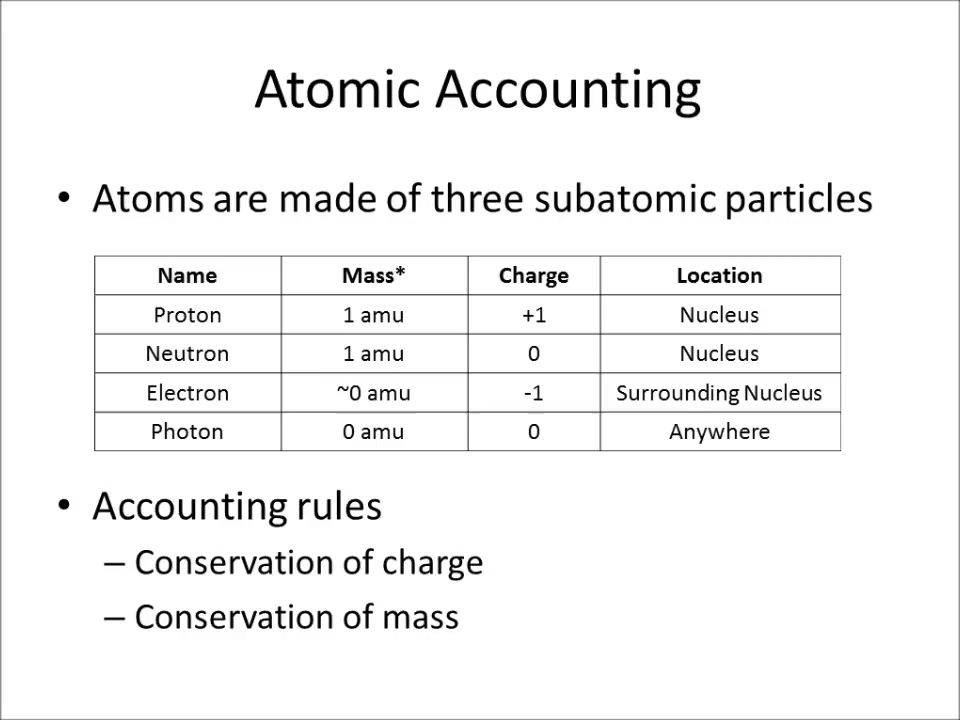 Atomic Accounting
• Atoms are made of three subatomic particles
Name Mass* Charge Location
Proton 1 amu +1 Nucleus
Neutron 1 amu 0 Nucleus
Electron ~0 amu -1 Surrounding Nucleus
Photon 0 amu 0 Anywhere
• Accounting rules
– Conservation of charge
– Conservation of mass